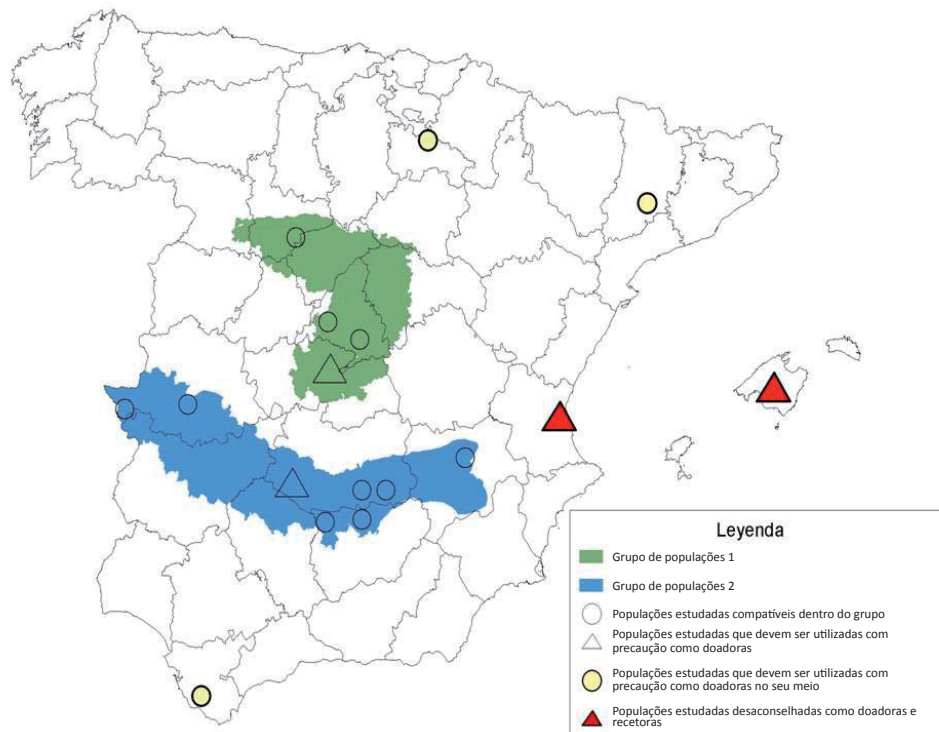 Leyenda
Grupo de populações 1
Grupo de populações 2
Populações estudadas compatíveis dentro do grupo
Populações estudadas que devem ser utilizadas com
precaução como doadoras
Populações estudadas que devem ser utilizadas com
precaução como doadoras no seu meio
Populações estudadas desaconselhadas como doadoras e
recetoras